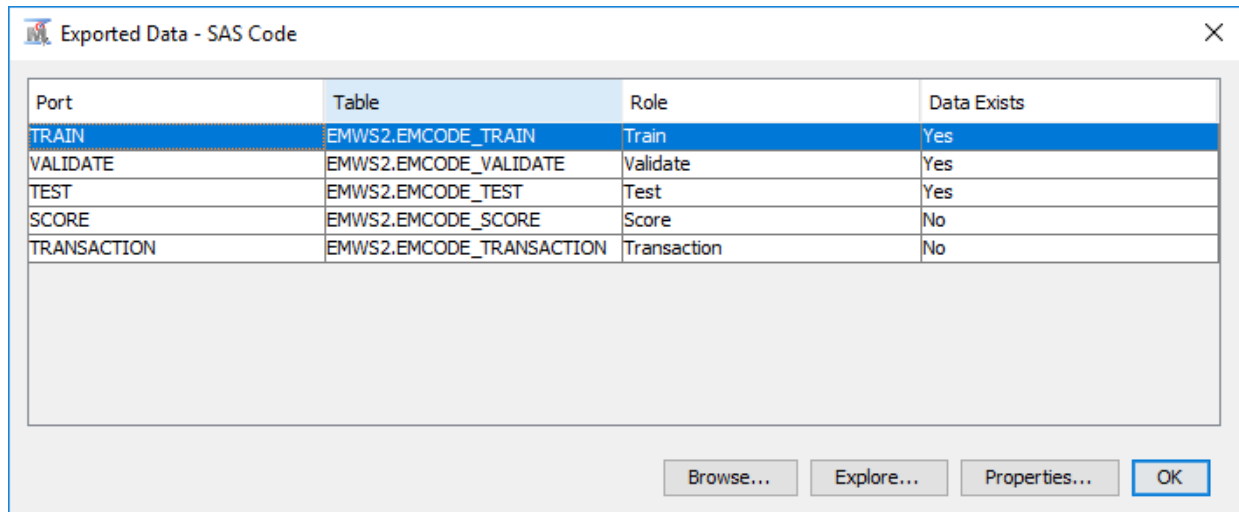 Exported Data - SAS Code
Port Table Role Data Exists
TRAIN EMWS2.EMCODE_TRAIN Train Yes
VALIDATE EMWS2.EMCODE_VALIDATE Validate Yes
TEST EMWS2.EMCODE_TEST Test Yes
SCORE EMWS2.EMCODE_SCORE Score No
TRANSACTION EMWS2.EMCODE_TRANSACTION Transaction No
Browse... Explore... Properties... OK